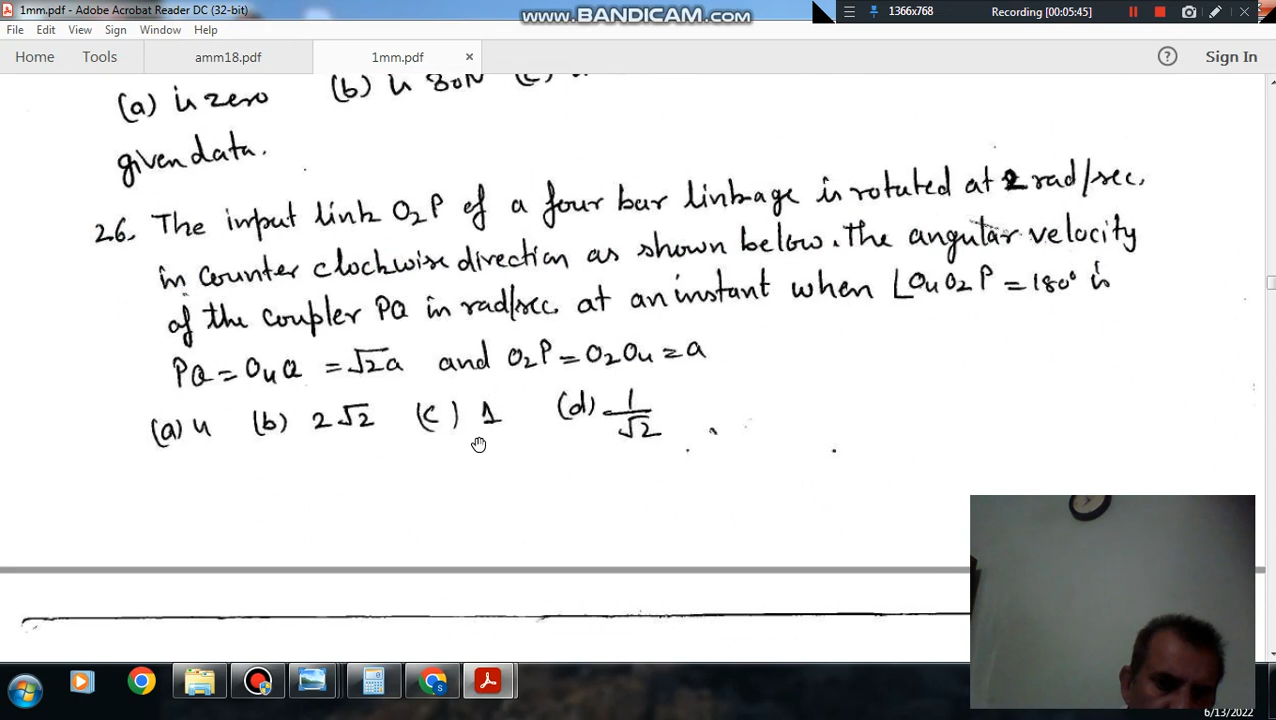 1mm.pdf - Adobe Acrobat Reader DC (32-bit)
www.BANDICAM.com
1366x768
Recording [00:05:45]
File Edit View Sign Window Help
Home Tools amm18.pdf 1mm.pdf × ? Sign In
(a) is zero (b) is 80N (c)
given data.
26. The input link O2P of a four bar linkage is rotated at 2 rad/sec.
in counter clockwise direction as shown below. The angular velocity
of the coupler PQ in rad/sec. at an instant when ∠O4O2P = 180° is
PQ = O4Q = √2a and O2P = O2O4 = a
(a) 4 (b) 2√2 (c) 1 (d) 1/√2
6/13/2022